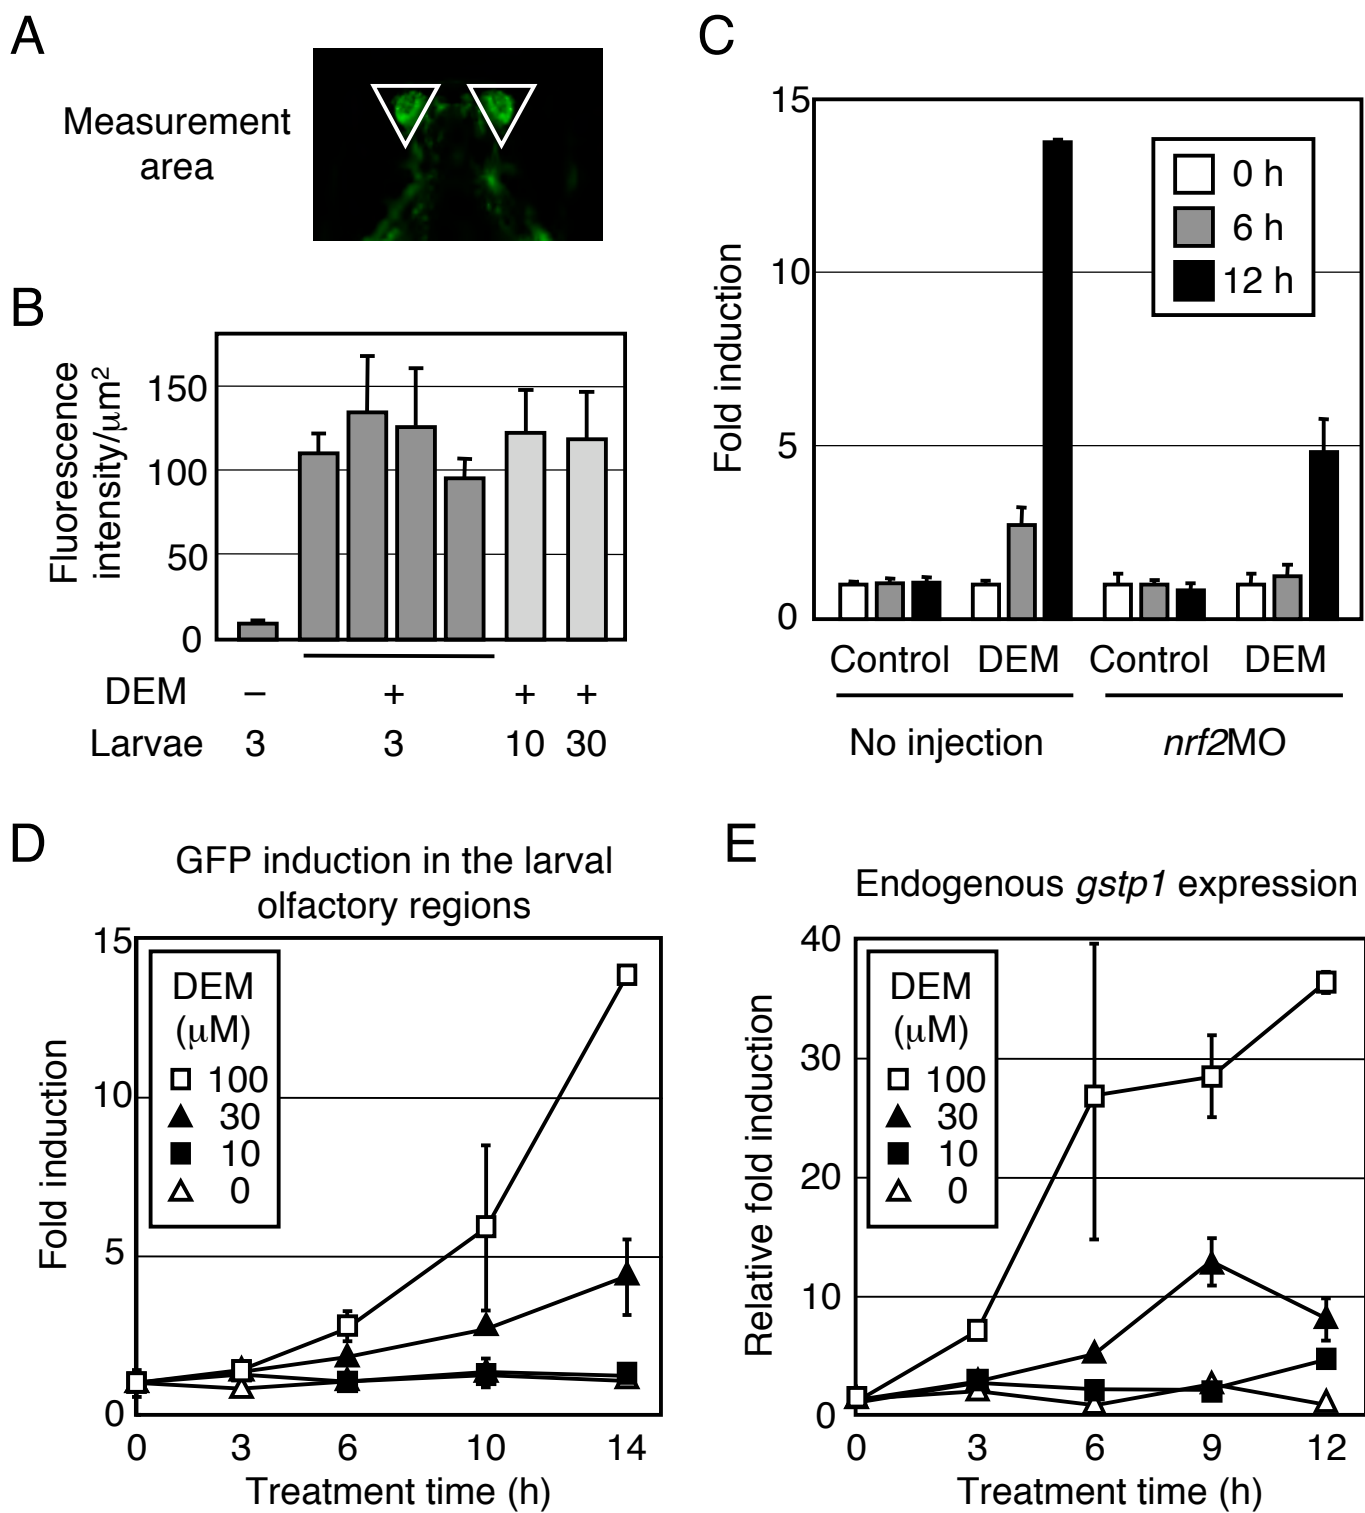 A
Measurement
area
B
Fluorescence
intensity/μm²
150
100
50
0
DEM – + + +
Larvae 3 3 10 30
C
Fold induction
15
10
5
0
0 h
6 h
12 h
Control DEM Control DEM
No injection nrf2MO
D
GFP induction in the larval
olfactory regions
Fold induction
15
10
5
0
DEM
(μM)
100
30
10
0
0 3 6 10 14
Treatment time (h)
E
Endogenous gstp1 expression
Relative fold induction
40
30
20
10
0
DEM
(μM)
100
30
10
0
0 3 6 9 12
Treatment time (h)